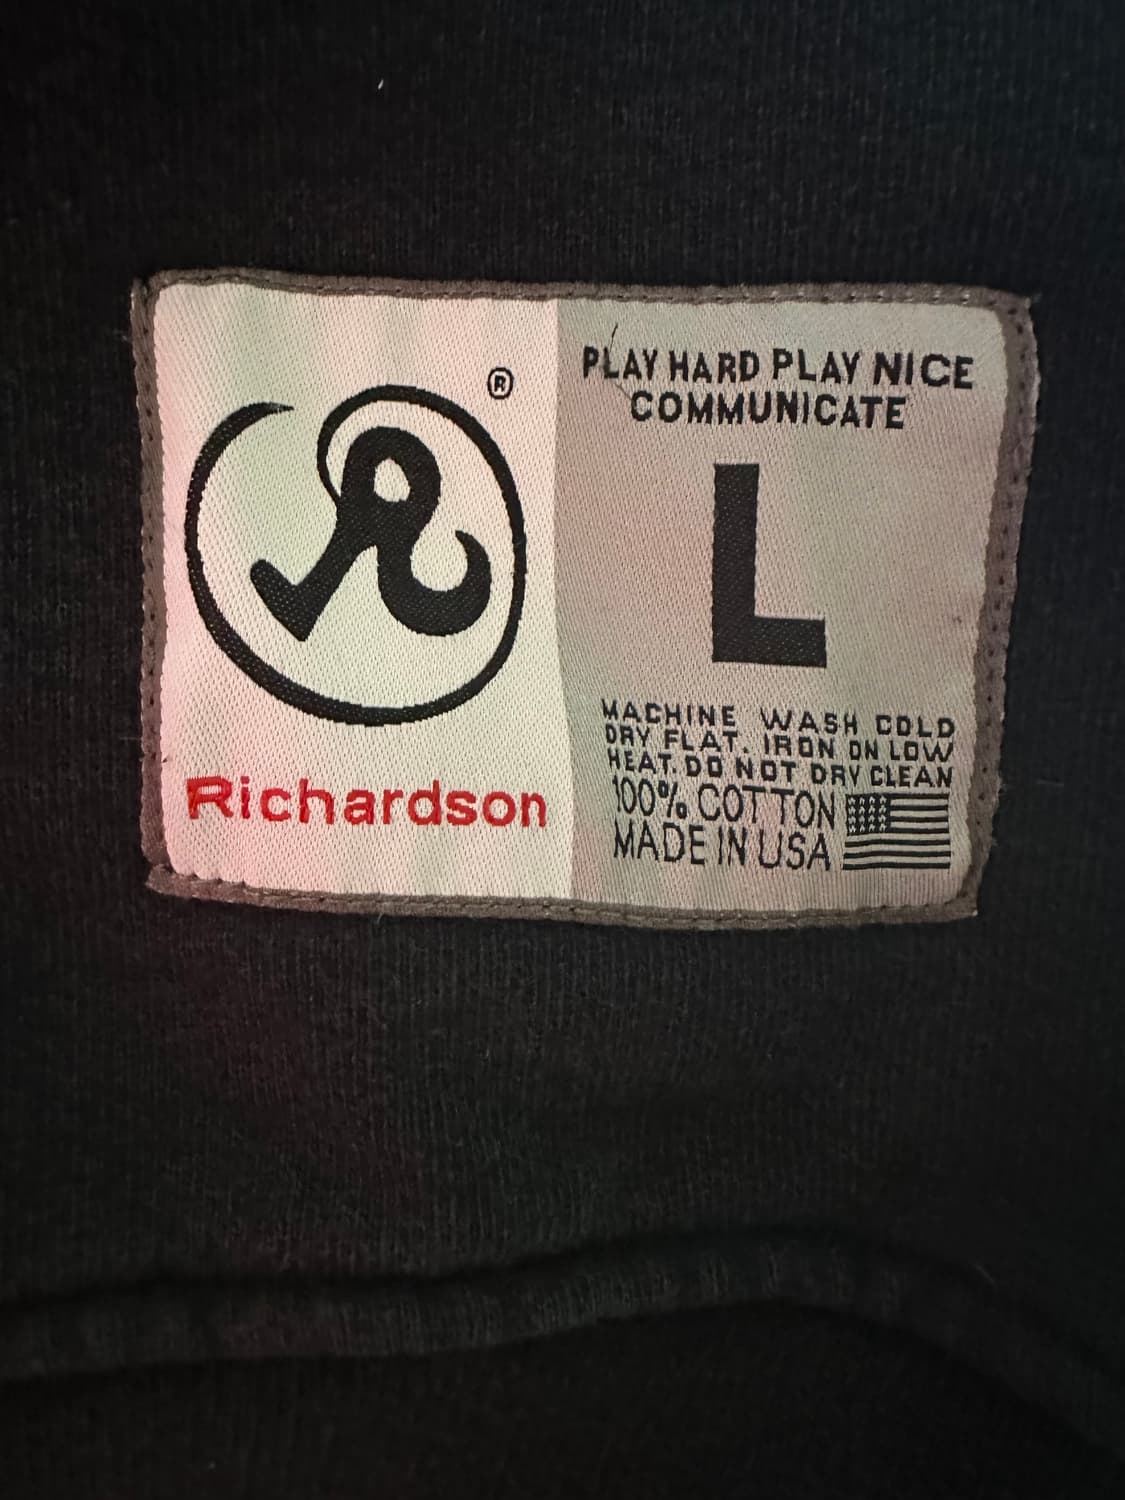 ®
R
Richardson
PLAY HARD PLAY NICE
COMMUNICATE
L
MACHINE WASH COLD
DRY FLAT. IRON ON LOW
HEAT. DO NOT DRY CLEAN
100% COTTON
MADE IN USA